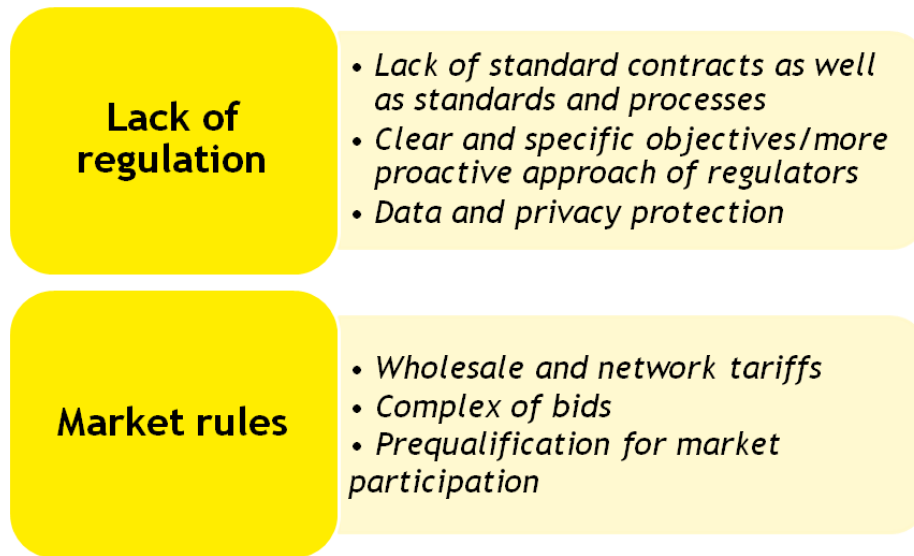 Lack of
regulation
• Lack of standard contracts as well
as standards and processes
• Clear and specific objectives/more
proactive approach of regulators
• Data and privacy protection
Market rules
• Wholesale and network tariffs
• Complex of bids
• Prequalification for market
participation